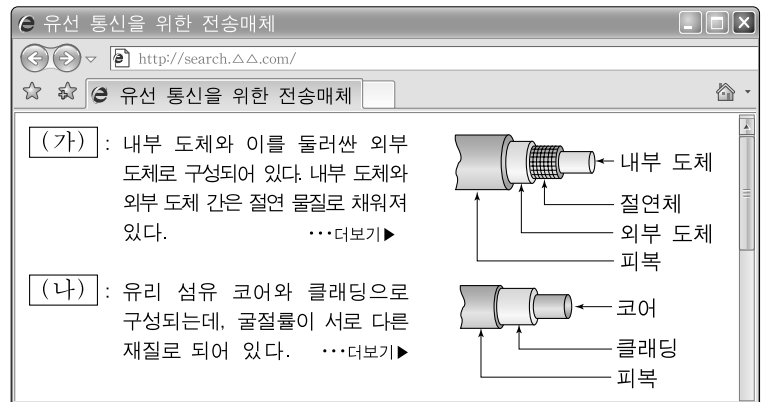 유선 통신을 위한 전송매체
http://search.△△.com/
유선 통신을 위한 전송매체
(가) : 내부 도체와 이를 둘러싼 외부
도체로 구성되어 있다. 내부 도체와
외부 도체 간은 절연 물질로 채워져
있다. ···더보기▶
내부 도체
절연체
외부 도체
피복
(나) : 유리 섬유 코어와 클래딩으로
구성되는데, 굴절률이 서로 다른
재질로 되어 있다. ···더보기▶
코어
클래딩
피복